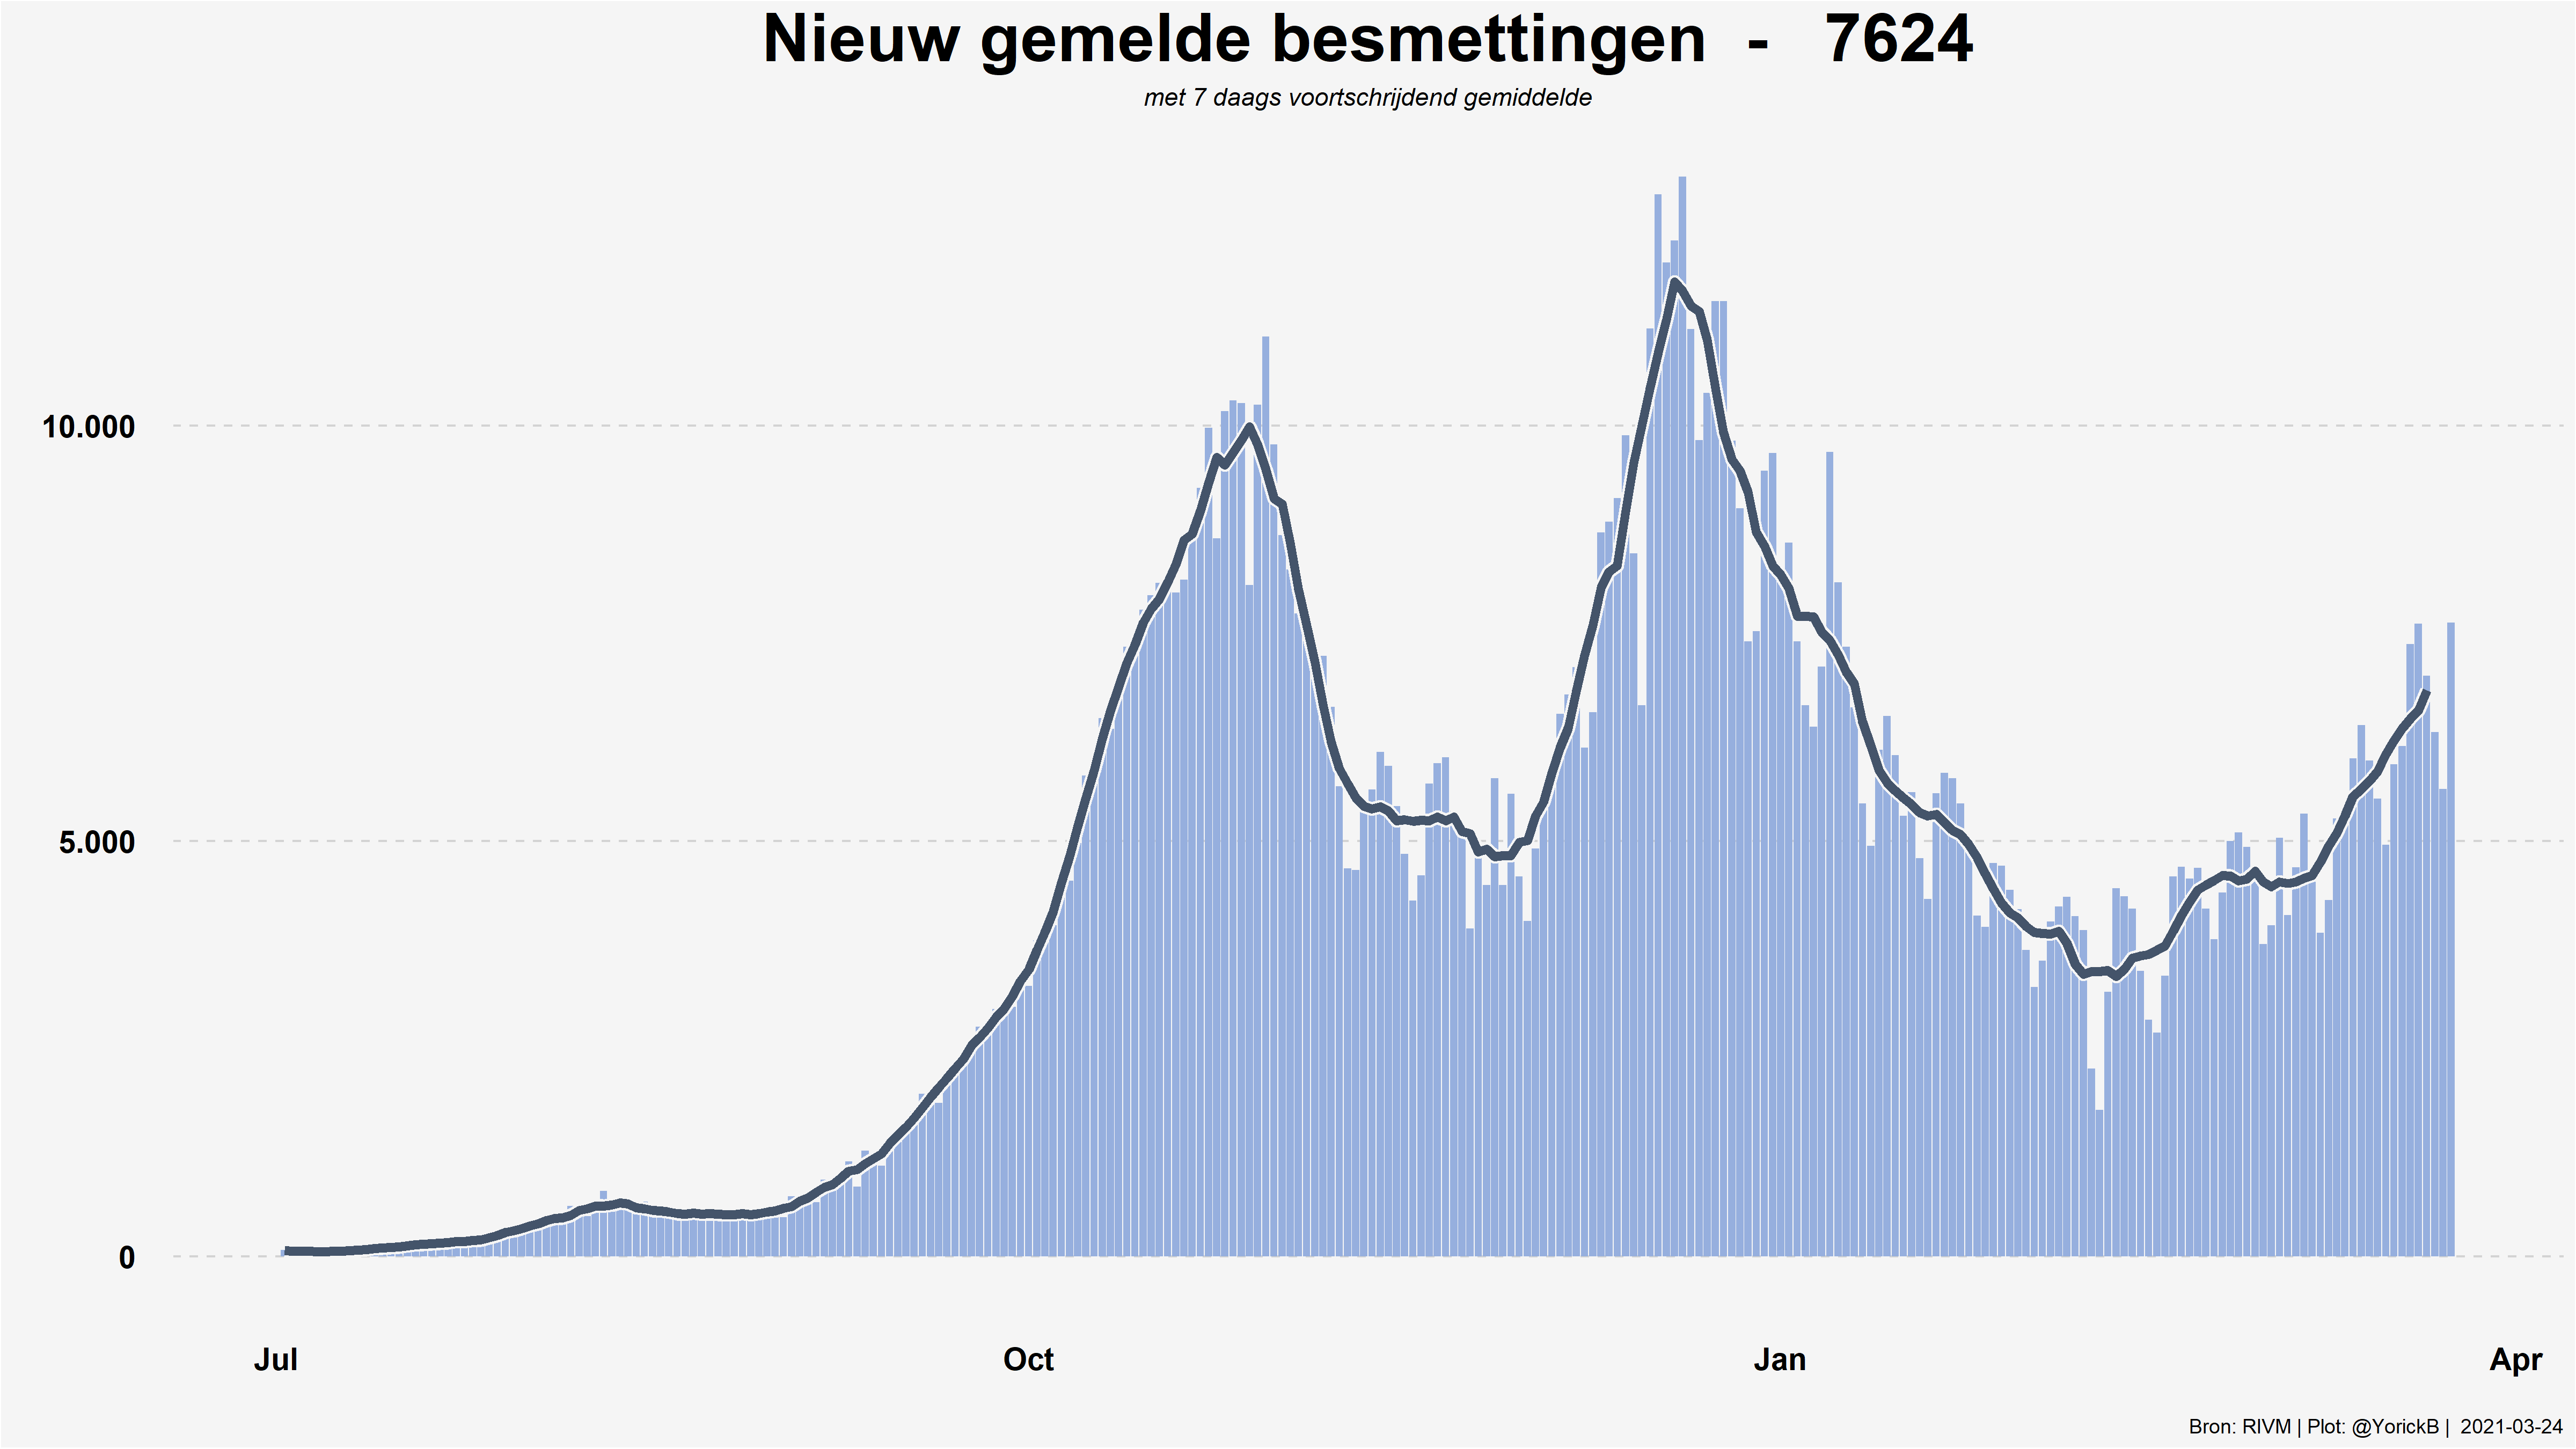 Nieuw gemelde besmettingen - 7624
met 7 daags voortschrijdend gemiddelde
10.000
5.000
0
Jul Oct Jan Apr
Bron: RIVM | Plot: @YorickB | 2021-03-24